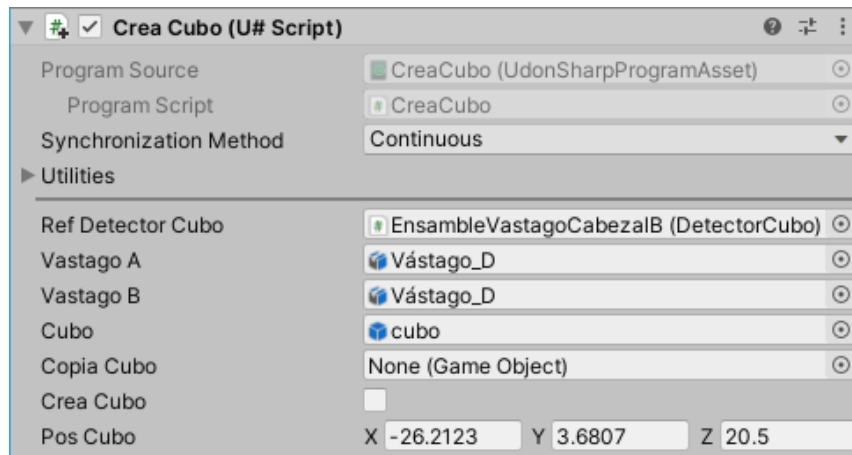 Crea Cubo (U# Script)
Program Source CreaCubo (UdonSharpProgramAsset)
Program Script CreaCubo
Synchronization Method Continuous
Utilities
Ref Detector Cubo EnsambleVastagoCabezalB (DetectorCubo)
Vastago A Vástago_D
Vastago B Vástago_D
Cubo cubo
Copia Cubo None (Game Object)
Crea Cubo
Pos Cubo X -26.2123 Y 3.6807 Z 20.5